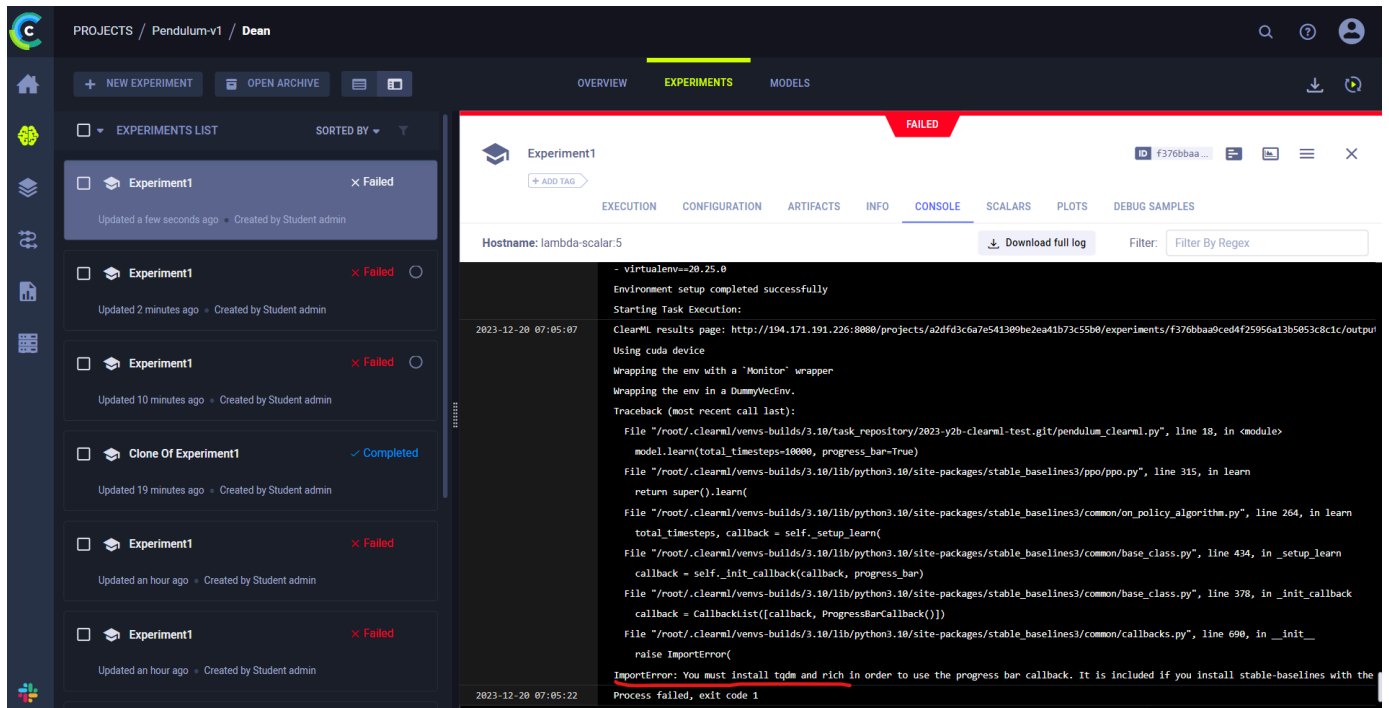 PROJECTS / Pendulum-v1 / Dean
+ NEW EXPERIMENT
OPEN ARCHIVE
OVERVIEW
EXPERIMENTS
MODELS
EXPERIMENTS LIST
SORTED BY
Experiment1
× Failed
Updated a few seconds ago • Created by Student admin
Experiment1
× Failed
Updated 2 minutes ago • Created by Student admin
Experiment1
× Failed
Updated 10 minutes ago • Created by Student admin
Clone Of Experiment1
✓ Completed
Updated 19 minutes ago • Created by Student admin
Experiment1
× Failed
Updated an hour ago • Created by Student admin
Experiment1
× Failed
Updated an hour ago • Created by Student admin
FAILED
Experiment1
ID f376bbaa...
+ ADD TAG
EXECUTION
CONFIGURATION
ARTIFACTS
INFO
CONSOLE
SCALARS
PLOTS
DEBUG SAMPLES
Hostname: lambda-scalar:5
Download full log
Filter: Filter By Regex
- virtualenv==20.25.0
Environment setup completed successfully
Starting Task Execution:
2023-12-20 07:05:07
ClearML results page: http://194.171.191.226:8080/projects/a2dfd3c6a7e541309be2ea41b73c55b0/experiments/f376bbaa9ced4f25956a13b5053c8c1c/output
Using cuda device
Wrapping the env with a `Monitor` wrapper
Wrapping the env in a DummyVecEnv.
Traceback (most recent call last):
File "/root/.clearml/venvs-builds/3.10/task_repository/2023-y2b-clearml-test.git/pendulum_clearml.py", line 18, in <module>
model.learn(total_timesteps=10000, progress_bar=True)
File "/root/.clearml/venvs-builds/3.10/lib/python3.10/site-packages/stable_baselines3/ppo/ppo.py", line 315, in learn
return super().learn(
File "/root/.clearml/venvs-builds/3.10/lib/python3.10/site-packages/stable_baselines3/common/on_policy_algorithm.py", line 264, in learn
total_timesteps, callback = self._setup_learn(
File "/root/.clearml/venvs-builds/3.10/lib/python3.10/site-packages/stable_baselines3/common/base_class.py", line 434, in _setup_learn
callback = self._init_callback(callback, progress_bar)
File "/root/.clearml/venvs-builds/3.10/lib/python3.10/site-packages/stable_baselines3/common/base_class.py", line 378, in _init_callback
callback = CallbackList([callback, ProgressBarCallback()])
File "/root/.clearml/venvs-builds/3.10/lib/python3.10/site-packages/stable_baselines3/common/callbacks.py", line 690, in __init__
raise ImportError(
ImportError: You must install tqdm and rich in order to use the progress bar callback. It is included if you install stable-baselines with the
2023-12-20 07:05:22
Process failed, exit code 1